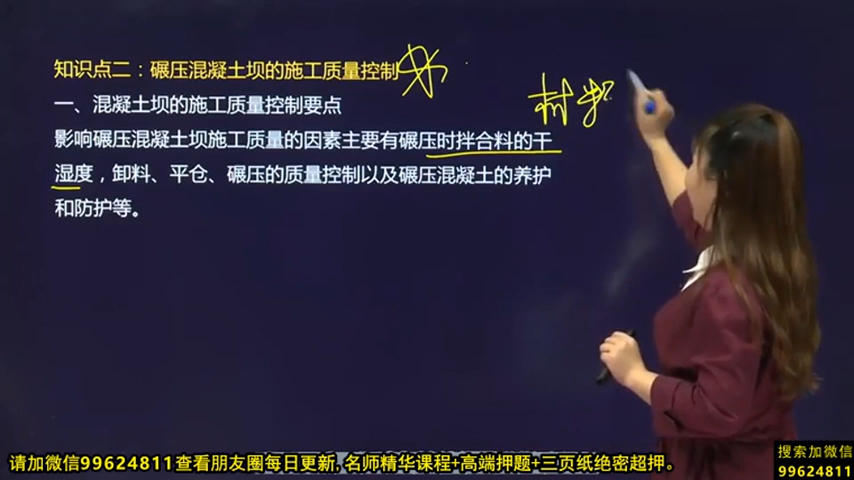 知识点二：碾压混凝土坝的施工质量控制
材料
一、混凝土坝的施工质量控制要点
影响碾压混凝土坝施工质量的因素主要有碾压时拌合料的干
湿度，卸料、平仓、碾压的质量控制以及碾压混凝土的养护
和防护等。
请加微信99624811查看朋友圈每日更新,名师精华课程+高端押题+三页纸绝密超押。
搜索加微信
99624811